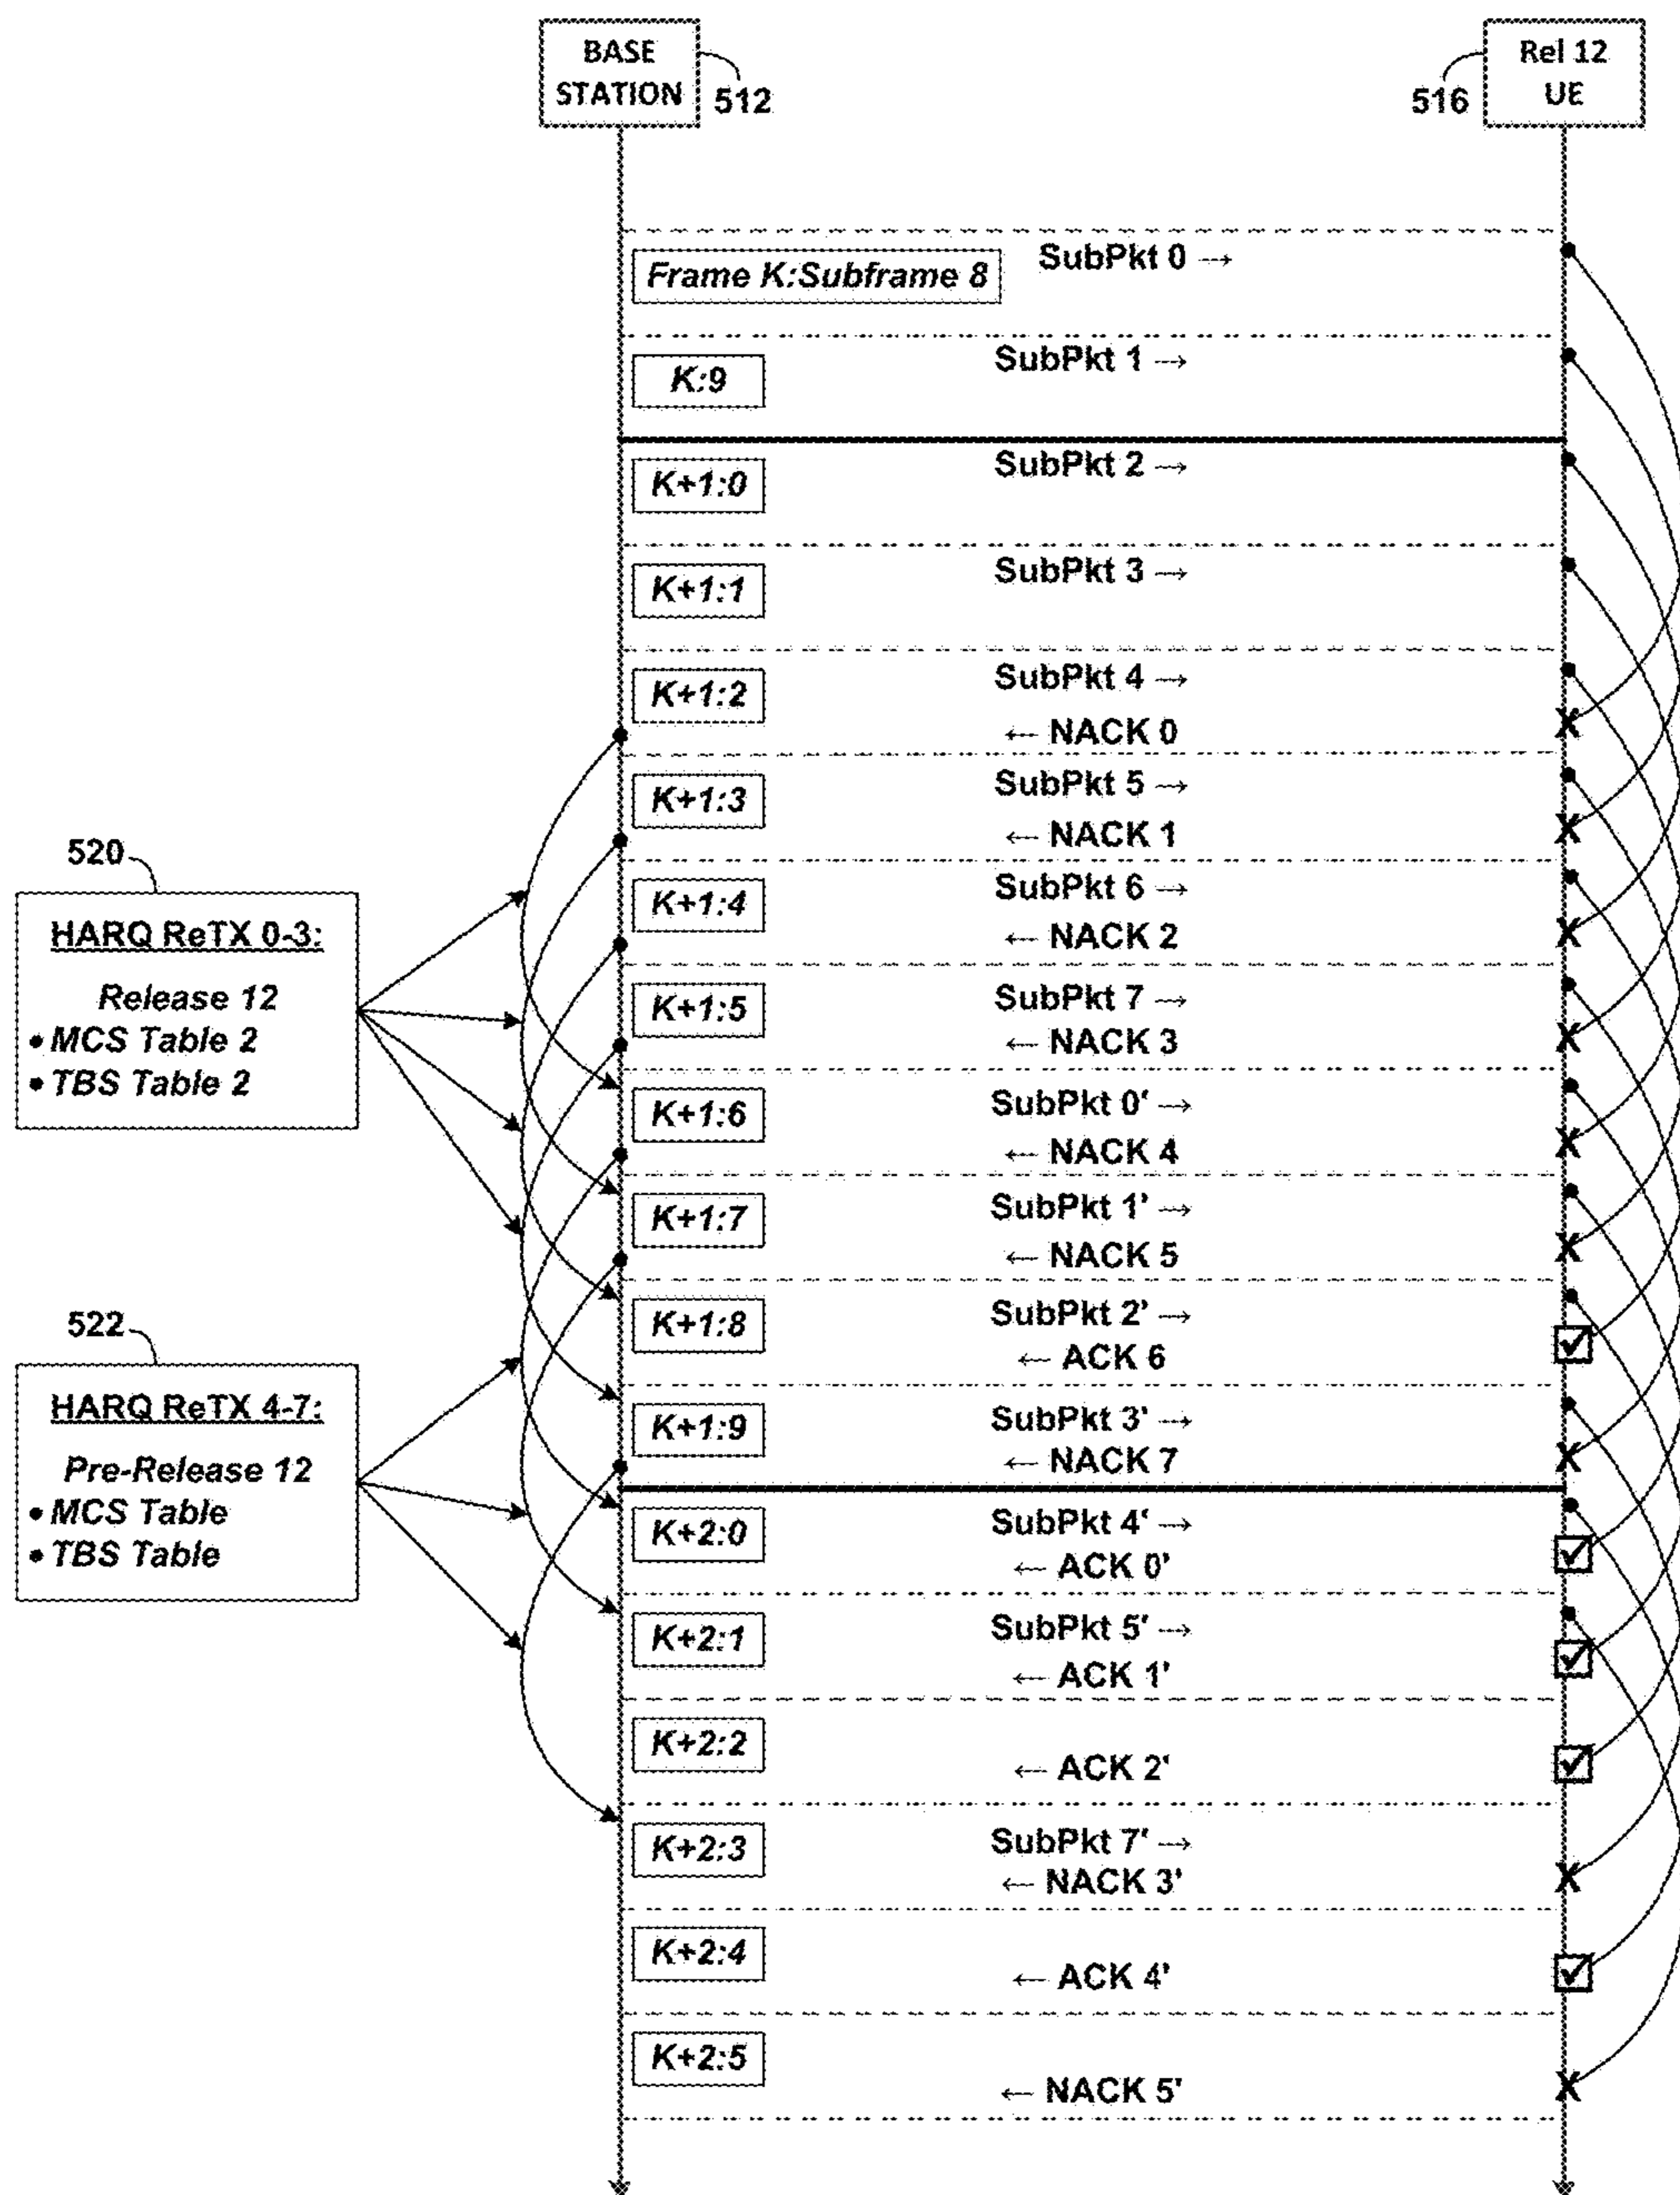 BASE
STATION
512
516
Rel 12
UE
SubPkt 0 →
Frame K:Subframe 8
SubPkt 1 →
K:9
SubPkt 2 →
K+1:0
SubPkt 3 →
K+1:1
SubPkt 4 →
K+1:2
← NACK 0
SubPkt 5 →
K+1:3
← NACK 1
520
HARQ ReTX 0-3:
Release 12
• MCS Table 2
• TBS Table 2
SubPkt 6 →
K+1:4
← NACK 2
SubPkt 7 →
K+1:5
← NACK 3
SubPkt 0' →
K+1:6
← NACK 4
SubPkt 1' →
K+1:7
← NACK 5
522
HARQ ReTX 4-7:
Pre-Release 12
• MCS Table
• TBS Table
SubPkt 2' →
K+1:8
← ACK 6
SubPkt 3' →
K+1:9
← NACK 7
SubPkt 4' →
K+2:0
← ACK 0'
SubPkt 5' →
K+2:1
← ACK 1'
K+2:2
← ACK 2'
SubPkt 7' →
K+2:3
← NACK 3'
K+2:4
← ACK 4'
K+2:5
← NACK 5'